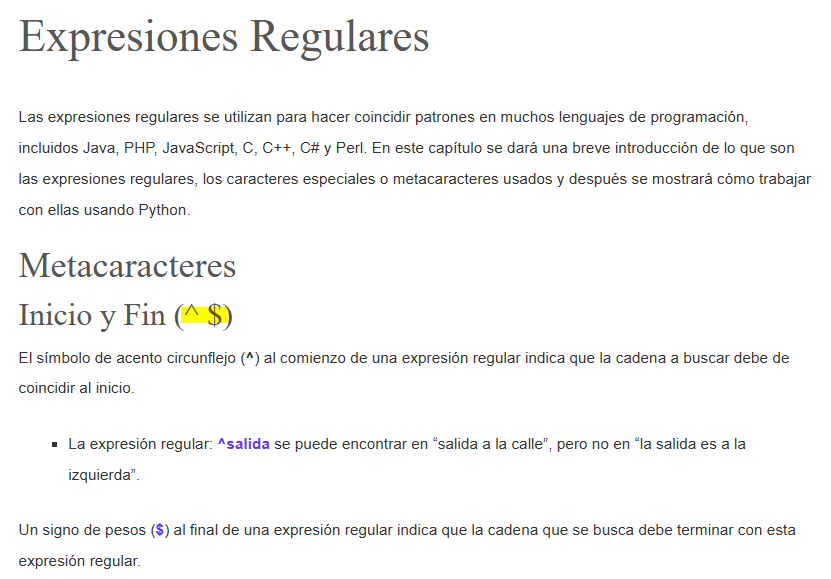 Expresiones Regulares
Las expresiones regulares se utilizan para hacer coincidir patrones en muchos lenguajes de programación,
incluidos Java, PHP, JavaScript, C, C++, C# y Perl. En este capítulo se dará una breve introducción de lo que son
las expresiones regulares, los caracteres especiales o metacaracteres usados y después se mostrará cómo trabajar
con ellas usando Python.
Metacaracteres
Inicio y Fin (^ $)
El símbolo de acento circunflejo (^) al comienzo de una expresión regular indica que la cadena a buscar debe de
coincidir al inicio.
▪ La expresión regular: ^salida se puede encontrar en “salida a la calle”, pero no en “la salida es a la
izquierda”.
Un signo de pesos ($) al final de una expresión regular indica que la cadena que se busca debe terminar con esta
expresión regular.